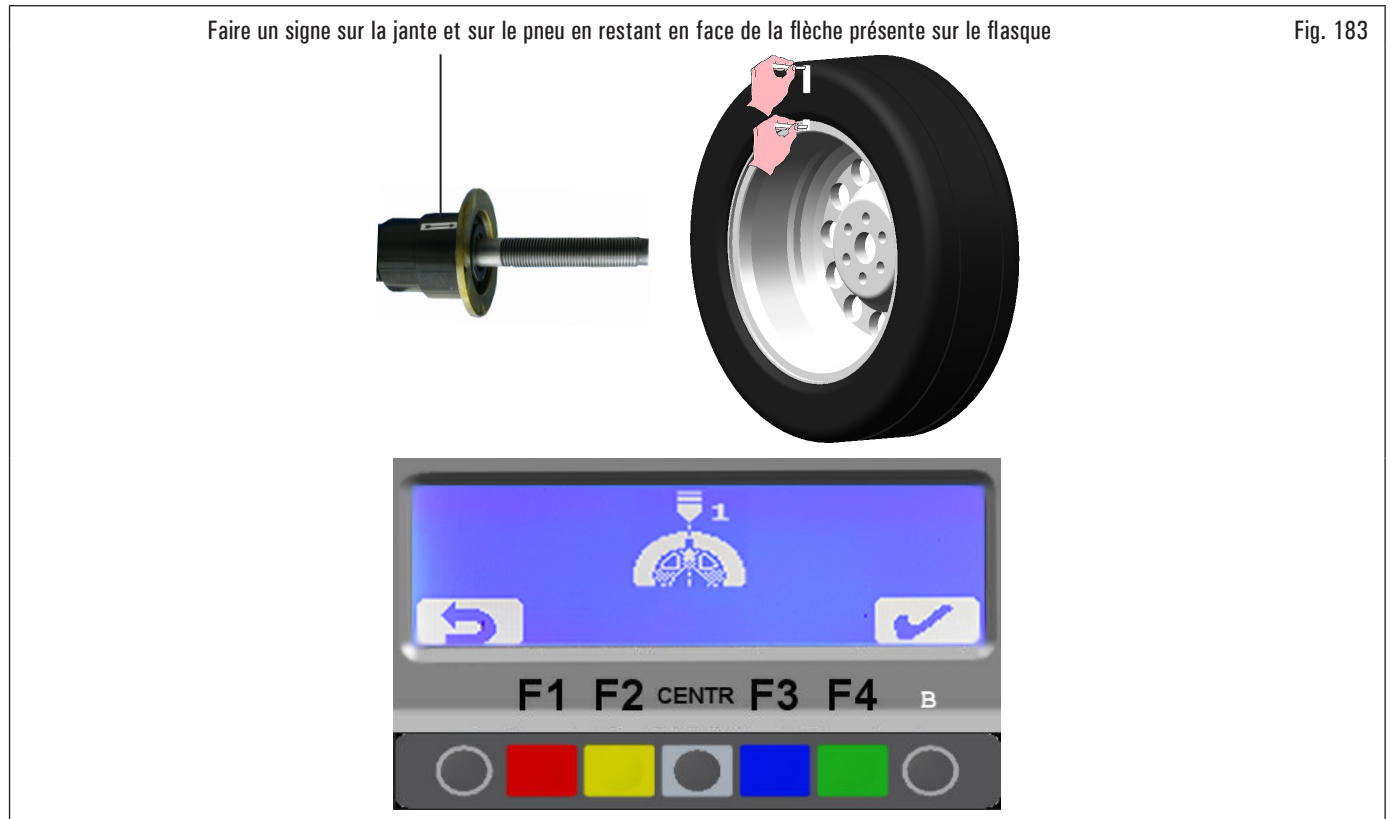 Faire un signe sur la jante et sur le pneu en restant en face de la flèche présente sur le flasque
Fig. 183
1
F1 F2 CENTR F3 F4 B